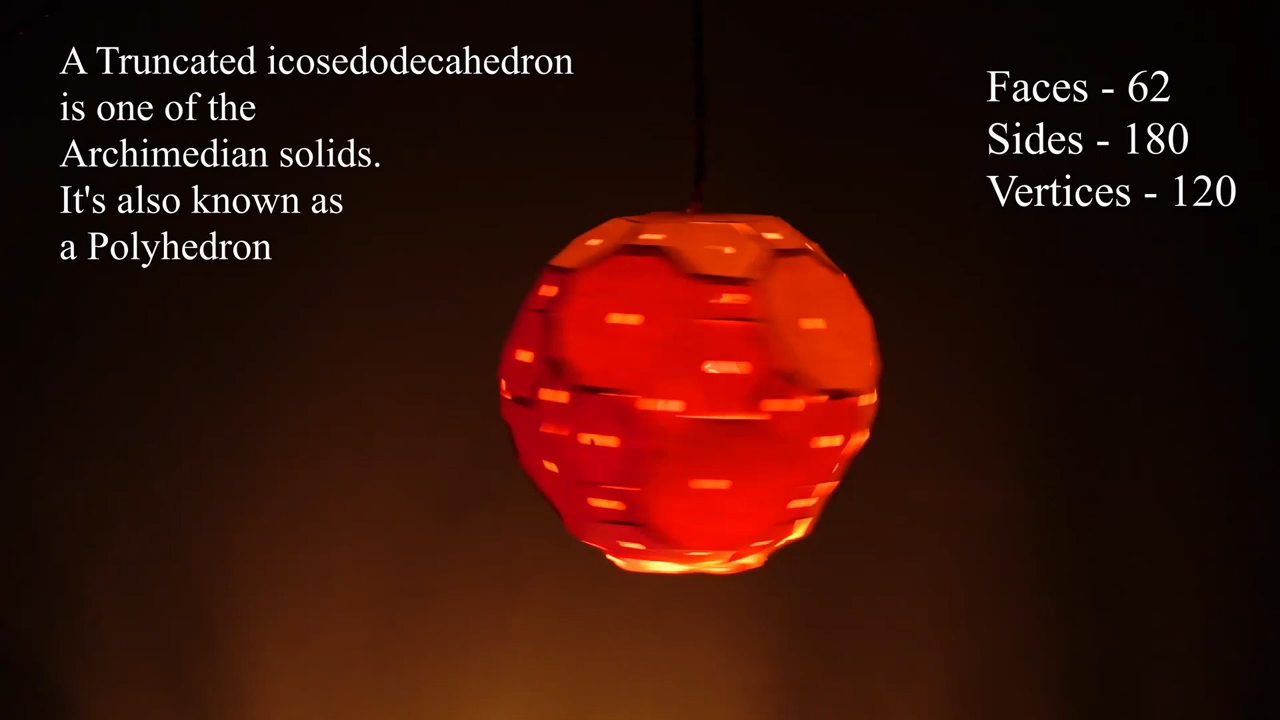 A Truncated icosedodecahedron
is one of the
Archimedian solids.
It's also known as
a Polyhedron
Faces - 62
Sides - 180
Vertices - 120